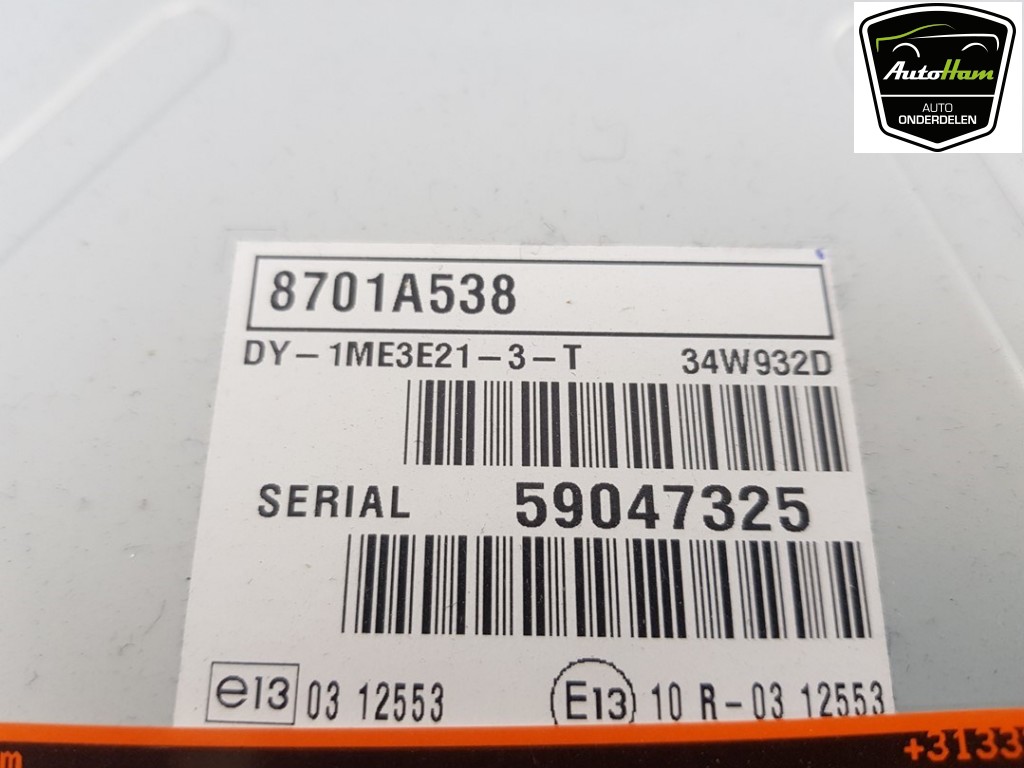 AutoHam
AUTO
ONDERDELEN
8701A538
DY-1ME3E21-3-T 34W932D
SERIAL 59047325
e13 03 12553 E13 10 R-03 12553
m +3133